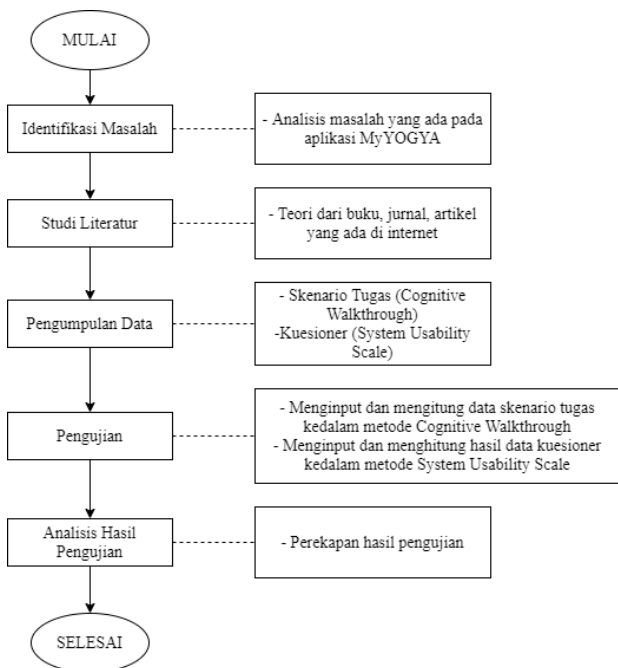 MULAI
Identifikasi Masalah
- Analisis masalah yang ada pada
aplikasi MyYOGYA
Studi Literatur
- Teori dari buku, jurnal, artikel
yang ada di internet
Pengumpulan Data
- Skenario Tugas (Cognitive
Walkthrough)
-Kuesioner (System Usability
Scale)
Pengujian
- Menginput dan mengitung data skenario tugas
kedalam metode Cognitive Walkthrough
- Menginput dan menghitung hasil data kuesioner
kedalam metode System Usability Scale
Analisis Hasil
Pengujian
- Perekapan hasil pengujian
SELESAI